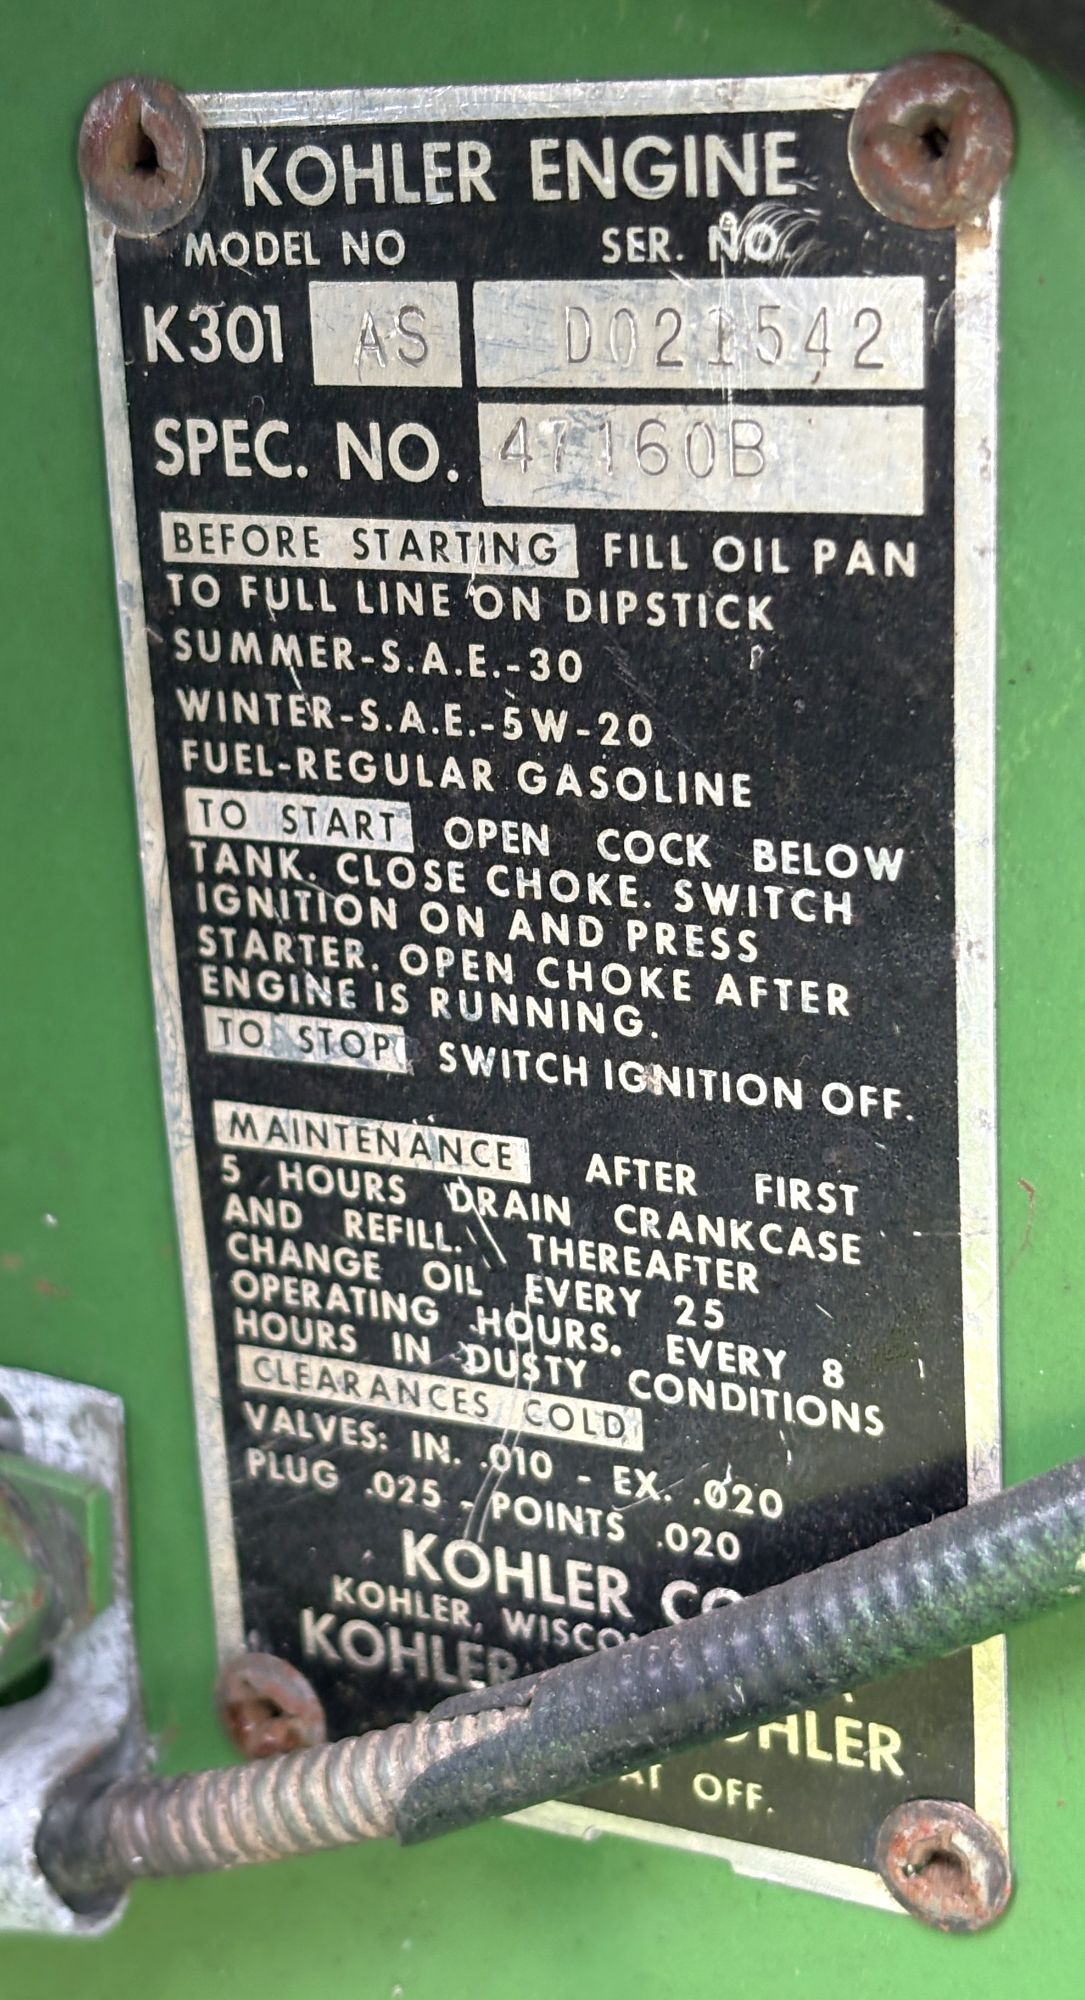 KOHLER ENGINE
MODEL NO SER. NO.
K301 AS D021542
SPEC. NO. 47160B
BEFORE STARTING FILL OIL PAN
TO FULL LINE ON DIPSTICK
SUMMER-S.A.E.-30
WINTER-S.A.E.-5W-20
FUEL-REGULAR GASOLINE
TO START OPEN COCK BELOW
TANK. CLOSE CHOKE. SWITCH
IGNITION ON AND PRESS
STARTER. OPEN CHOKE AFTER
ENGINE IS RUNNING.
TO STOP SWITCH IGNITION OFF.
MAINTENANCE AFTER FIRST
5 HOURS DRAIN CRANKCASE
AND REFILL. THEREAFTER
CHANGE OIL EVERY 25
OPERATING HOURS. EVERY 8
HOURS IN DUSTY CONDITIONS
CLEARANCES COLD
VALVES: IN. .010 - EX. .020
PLUG .025 - POINTS .020
KOHLER
KOHLER,
KOHLER
OFF.